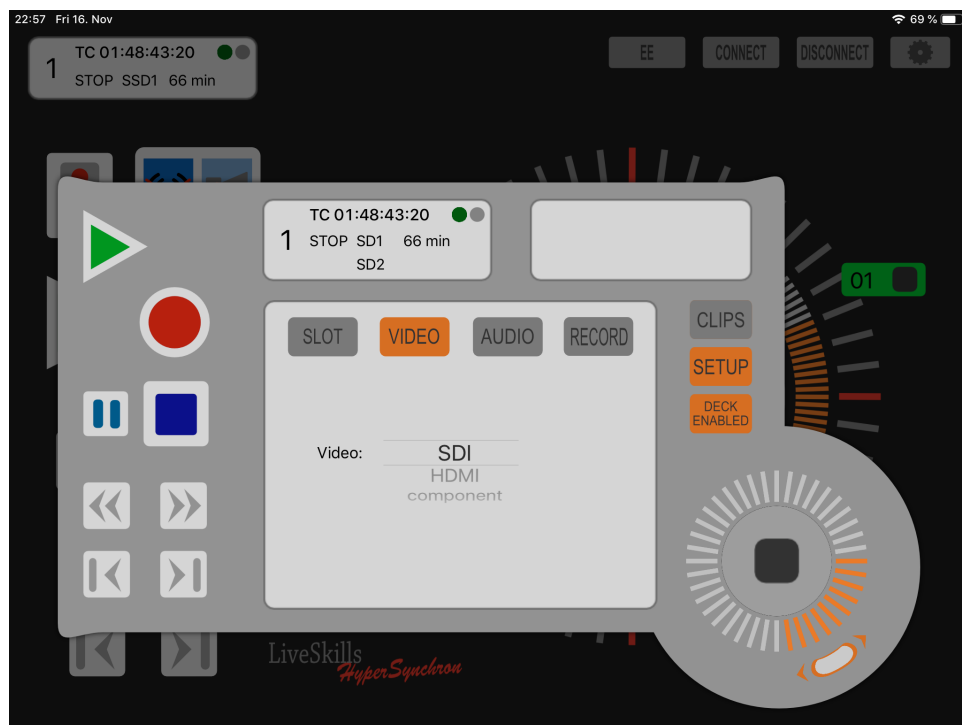 22:57 Fri 16. Nov
69 %
1
TC 01:48:43:20
STOP SSD1 66 min
EE
CONNECT
DISCONNECT
1
TC 01:48:43:20
STOP SD1 66 min
SD2
01
SLOT
VIDEO
AUDIO
RECORD
CLIPS
SETUP
DECK
ENABLED
Video:
SDI
HDMI
component
LiveSkills
HyperSynchron